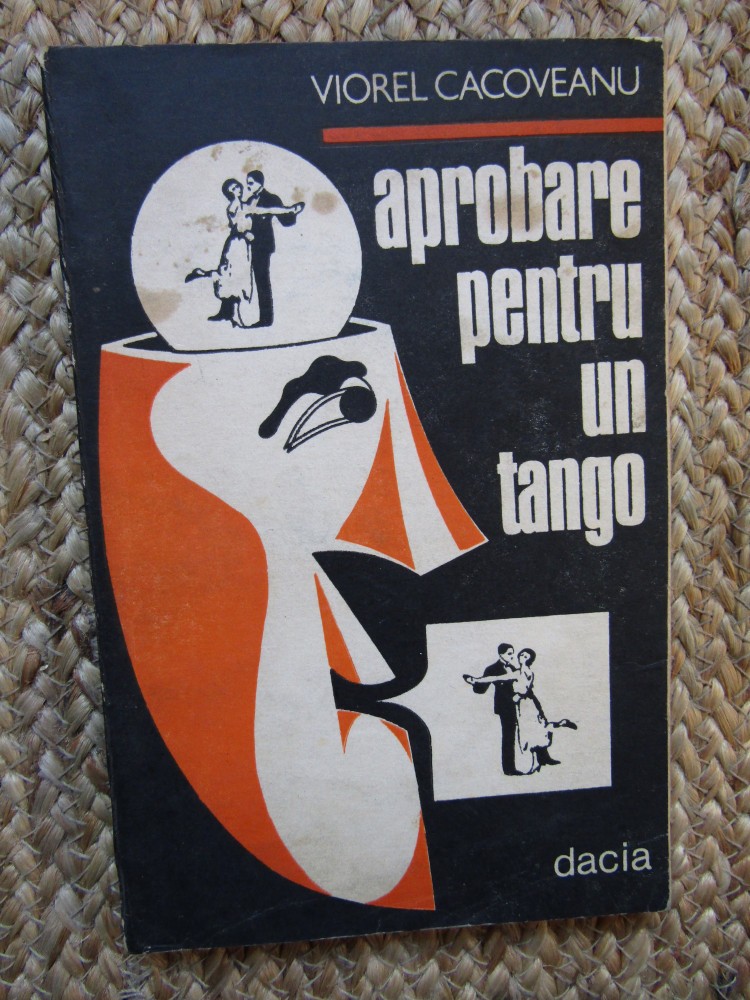 VIOREL CACOVEANU
aprobare
pentru
un
tango
dacia